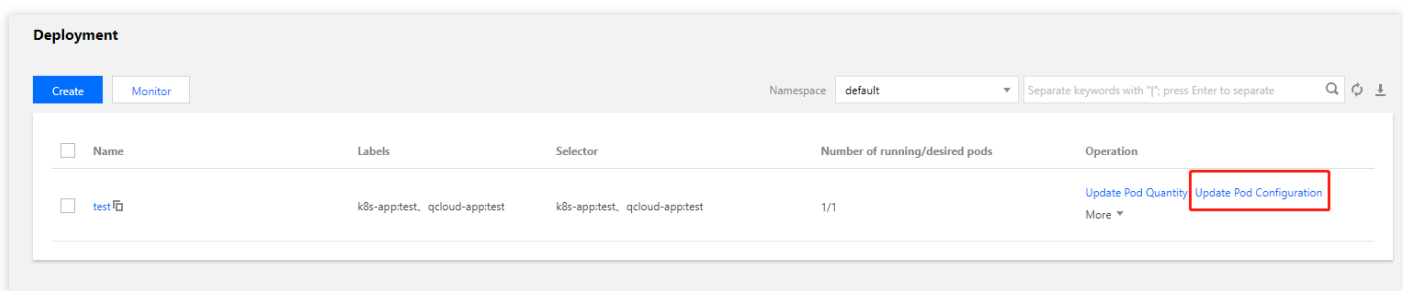 Deployment
Create Monitor Namespace default Separate keywords with "|"; press Enter to separate
Name Labels Selector Number of running/desired pods Operation
test k8s-app:test、qcloud-app:test k8s-app:test、qcloud-app:test 1/1 Update Pod Quantity Update Pod Configuration
More